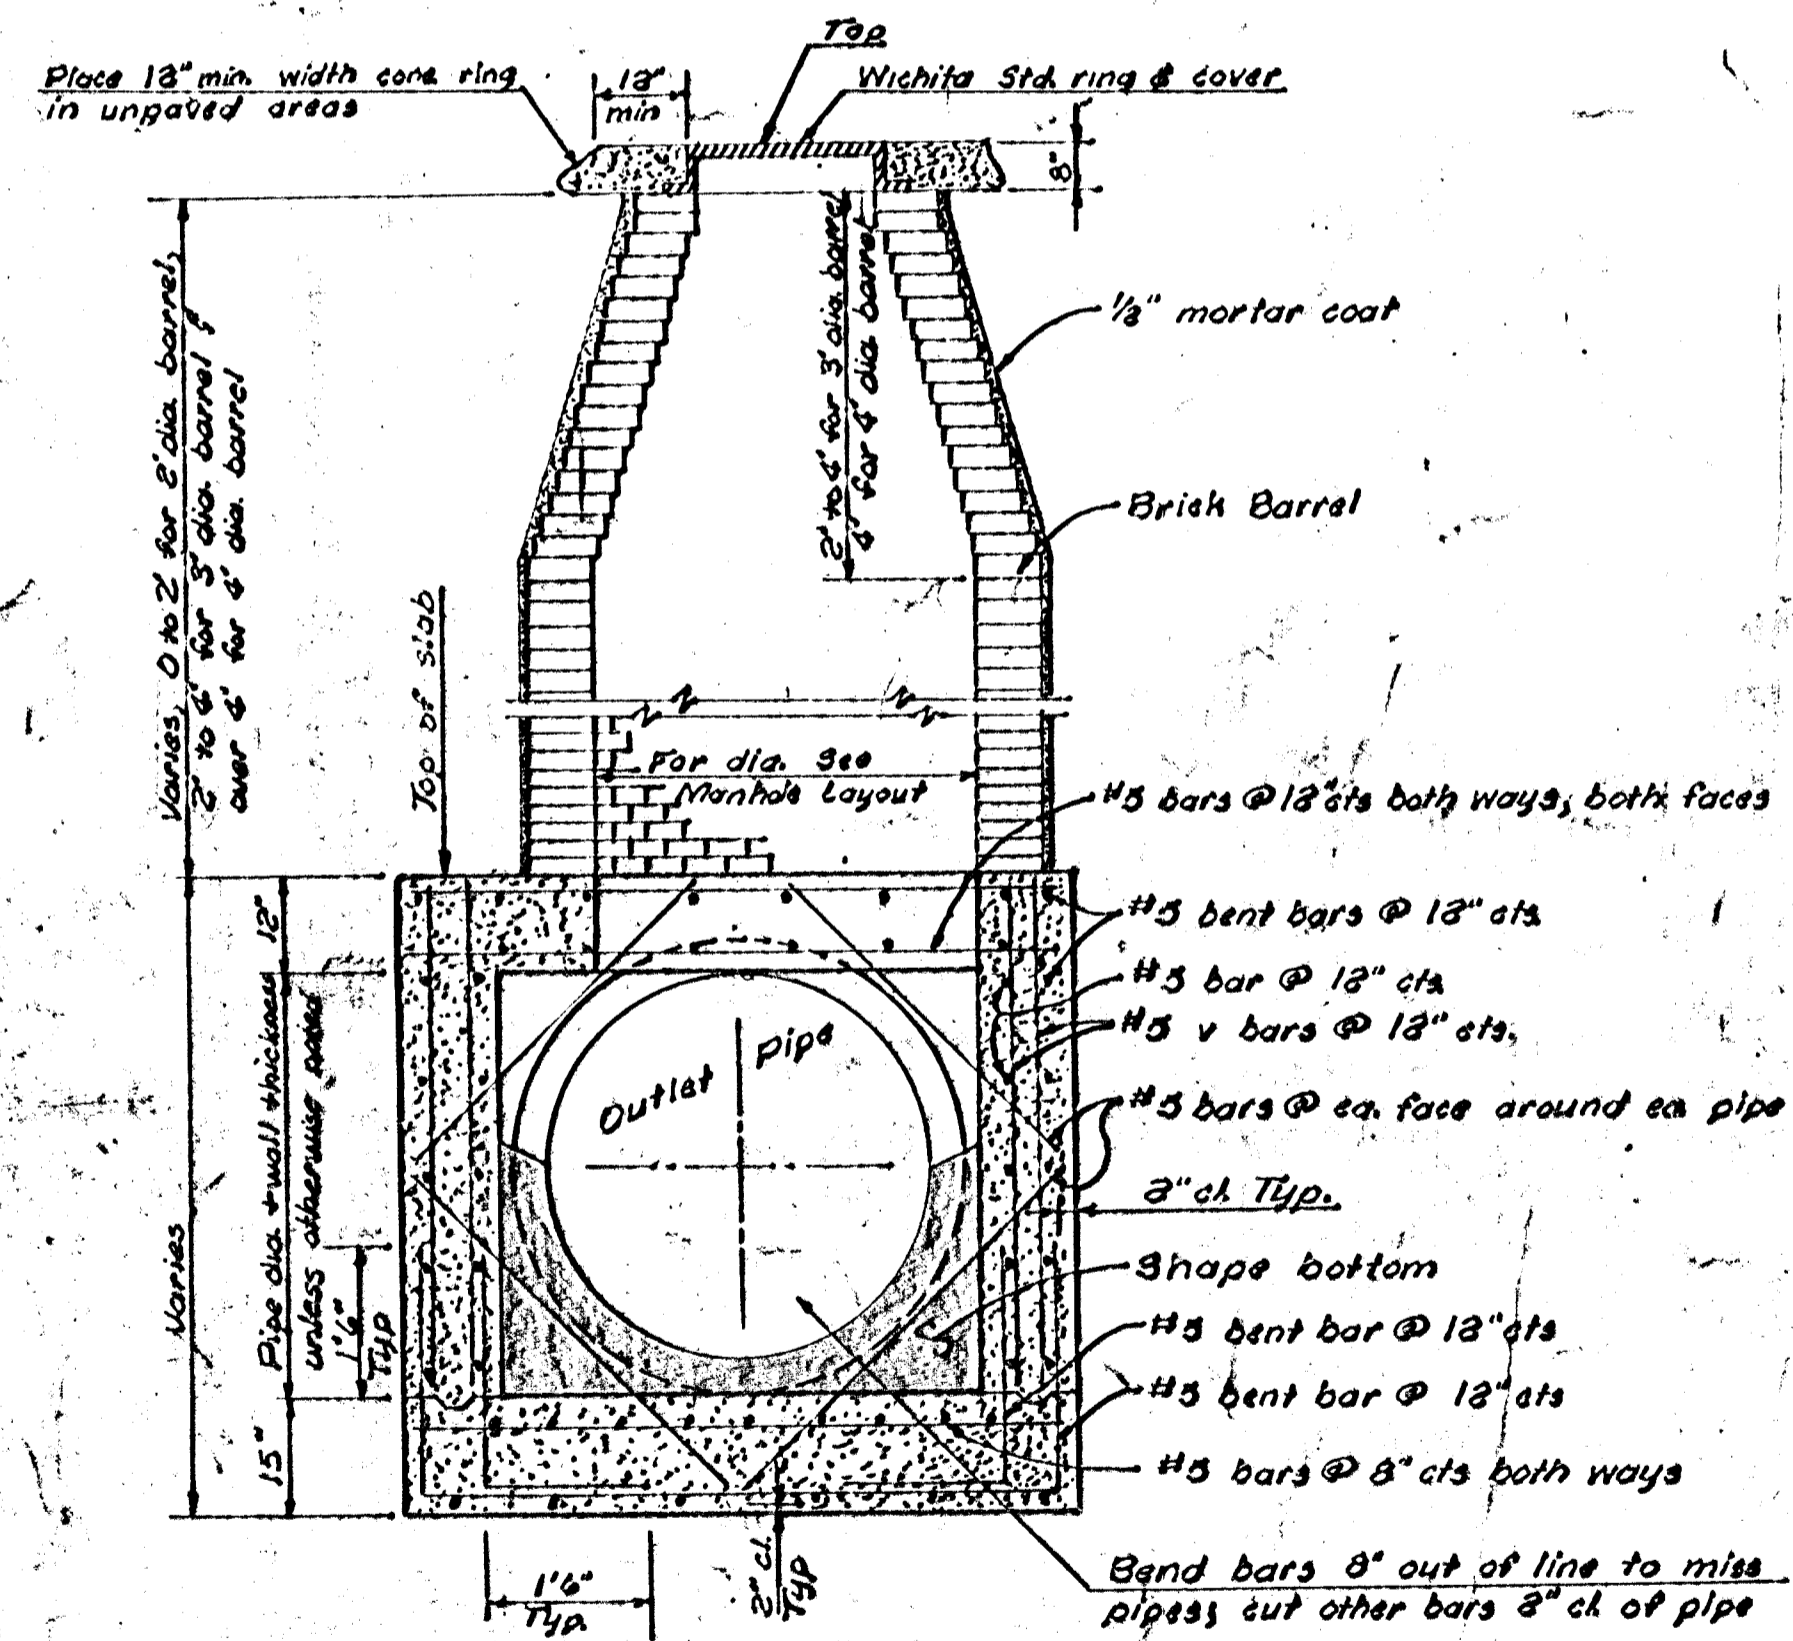 Top
Place 12" min. width conc. ring
in unpaved areas
12"
min
Wichita Std. ring & cover
8"
Varies, 0 to 2' for 2' dia. barrel,
2' to 4' for 3' dia. barrel &
over 4' for 4' dia. barrel
2' to 4' for 3' dia. barrel
4' for 4' dia barrel
1/2" mortar coat
Brick Barrel
Top of slab
For dia. See
Manhole Layout
#5 bars @ 12" cts both ways, both faces
12"
#5 bent bars @ 12" cts
#5 bar @ 12" cts
#5 v bars @ 12" cts.
Outlet pipe
#5 bars @ ea. face around ea. pipe
2" cl. Typ.
Varies
Pipe dia + wall thickness
unless otherwise noted
1'6"
Typ
Shape bottom
#5 bent bar @ 12" cts
#5 bent bar @ 12" cts
15"
#5 bars @ 8" cts both ways
1'6"
Typ.
2" cl.
Typ
Bend bars out of line to miss
pipes; cut other bars 2" cl. of pipe